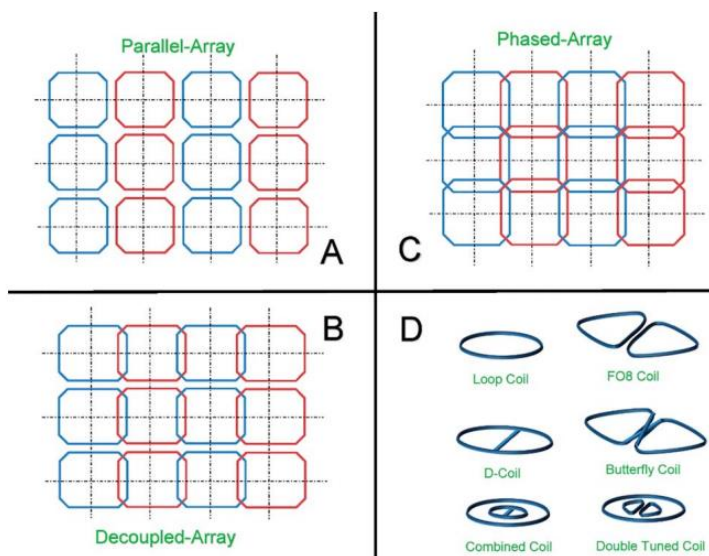 Parallel-Array
A
Phased-Array
C
B
Decoupled-Array
D
Loop Coil
FO8 Coil
D-Coil
Butterfly Coil
Combined Coil
Double Tuned Coil